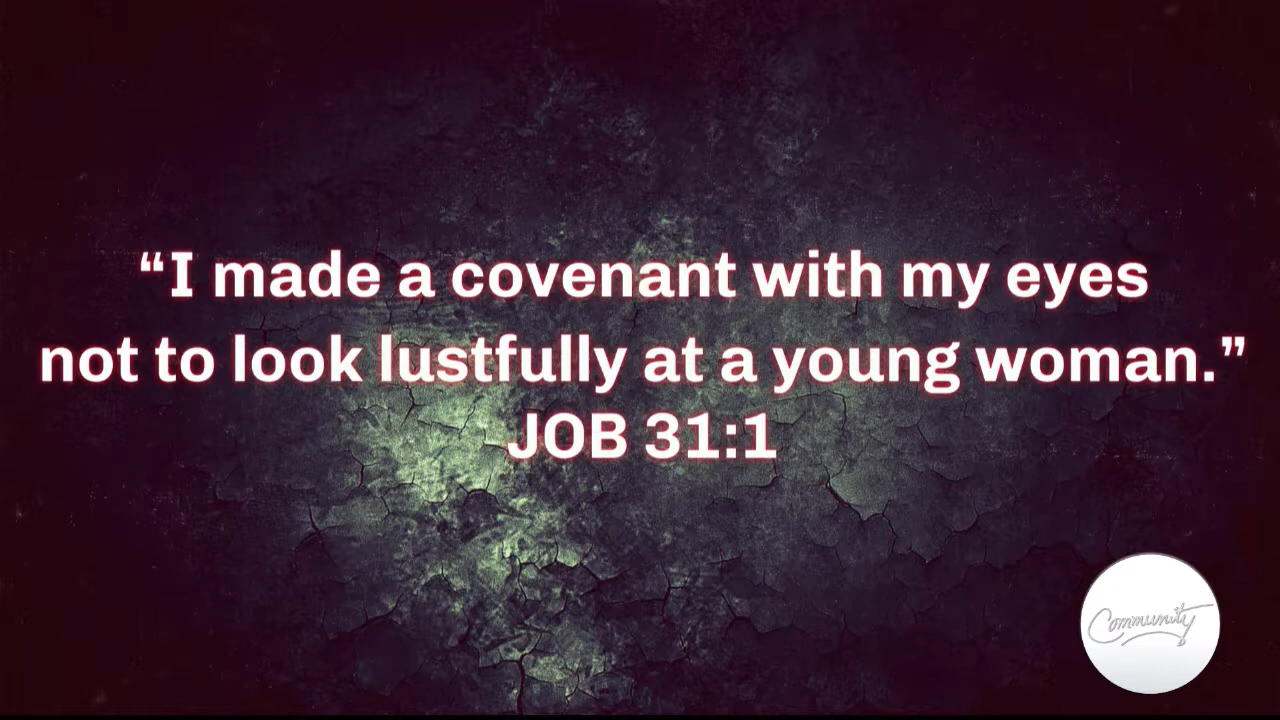 “I made a covenant with my eyes
not to look lustfully at a young woman.”
JOB 31:1
Community